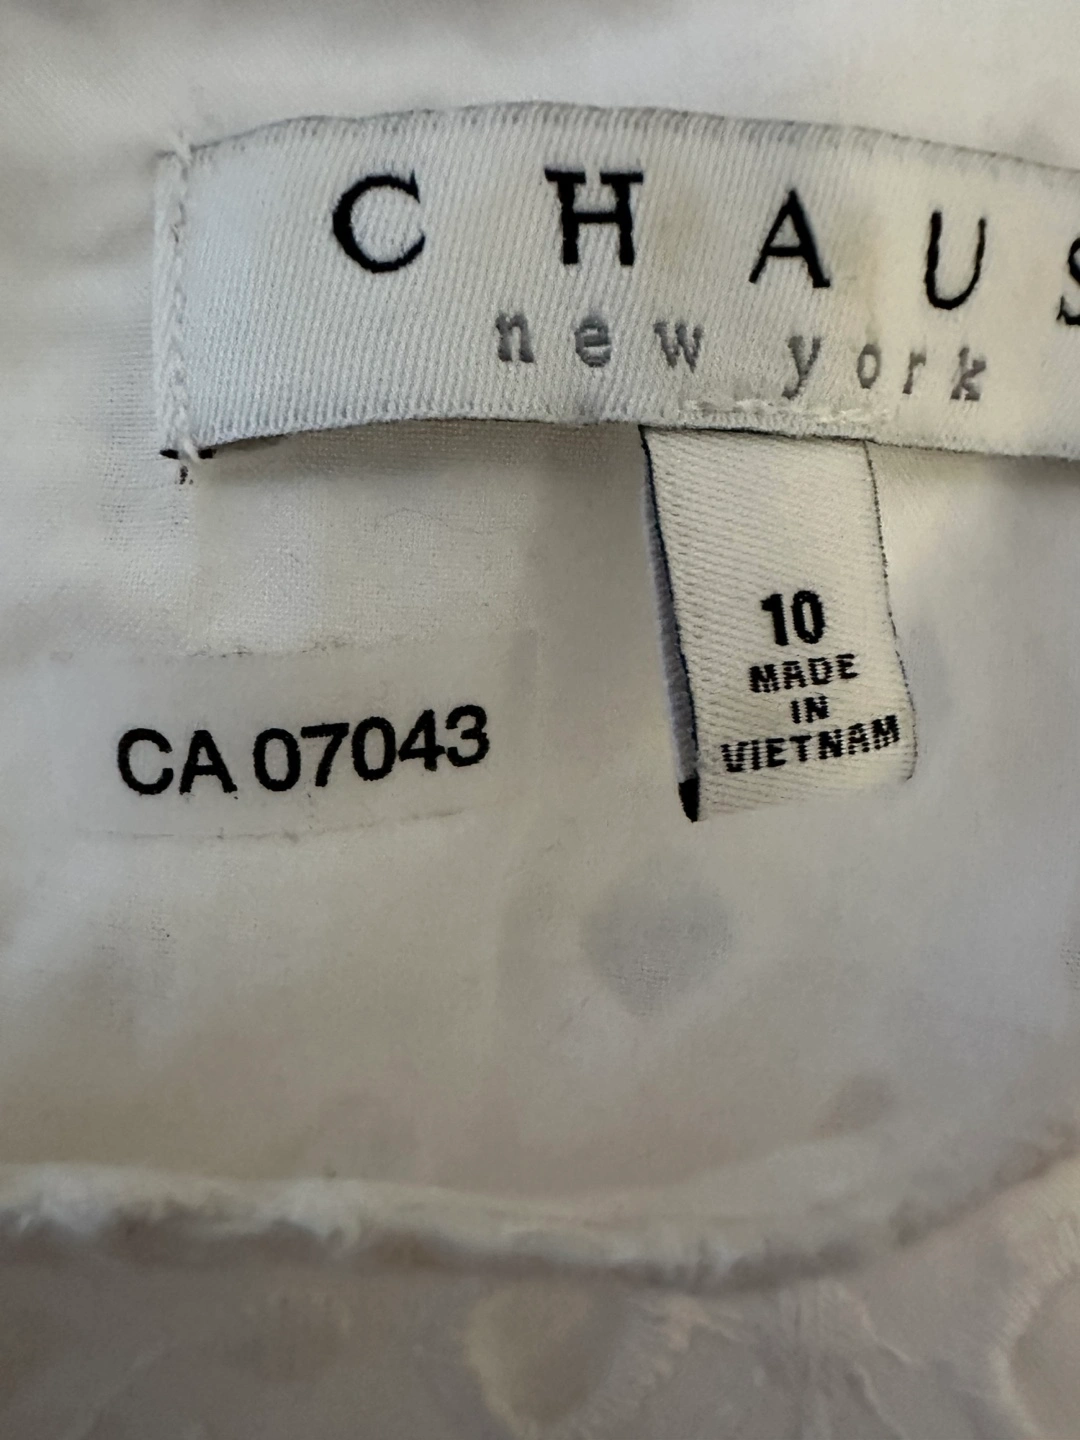 CHAUS
new york
10
MADE
IN
VIETNAM
CA 07043